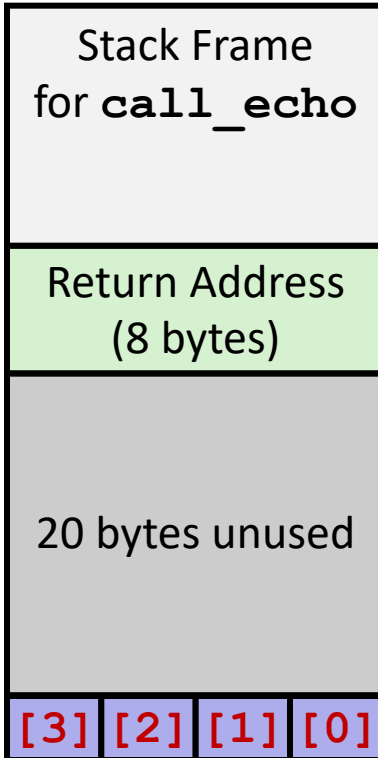 Stack Frame
for call_echo
Return Address
(8 bytes)
20 bytes unused
[3] [2] [1] [0]